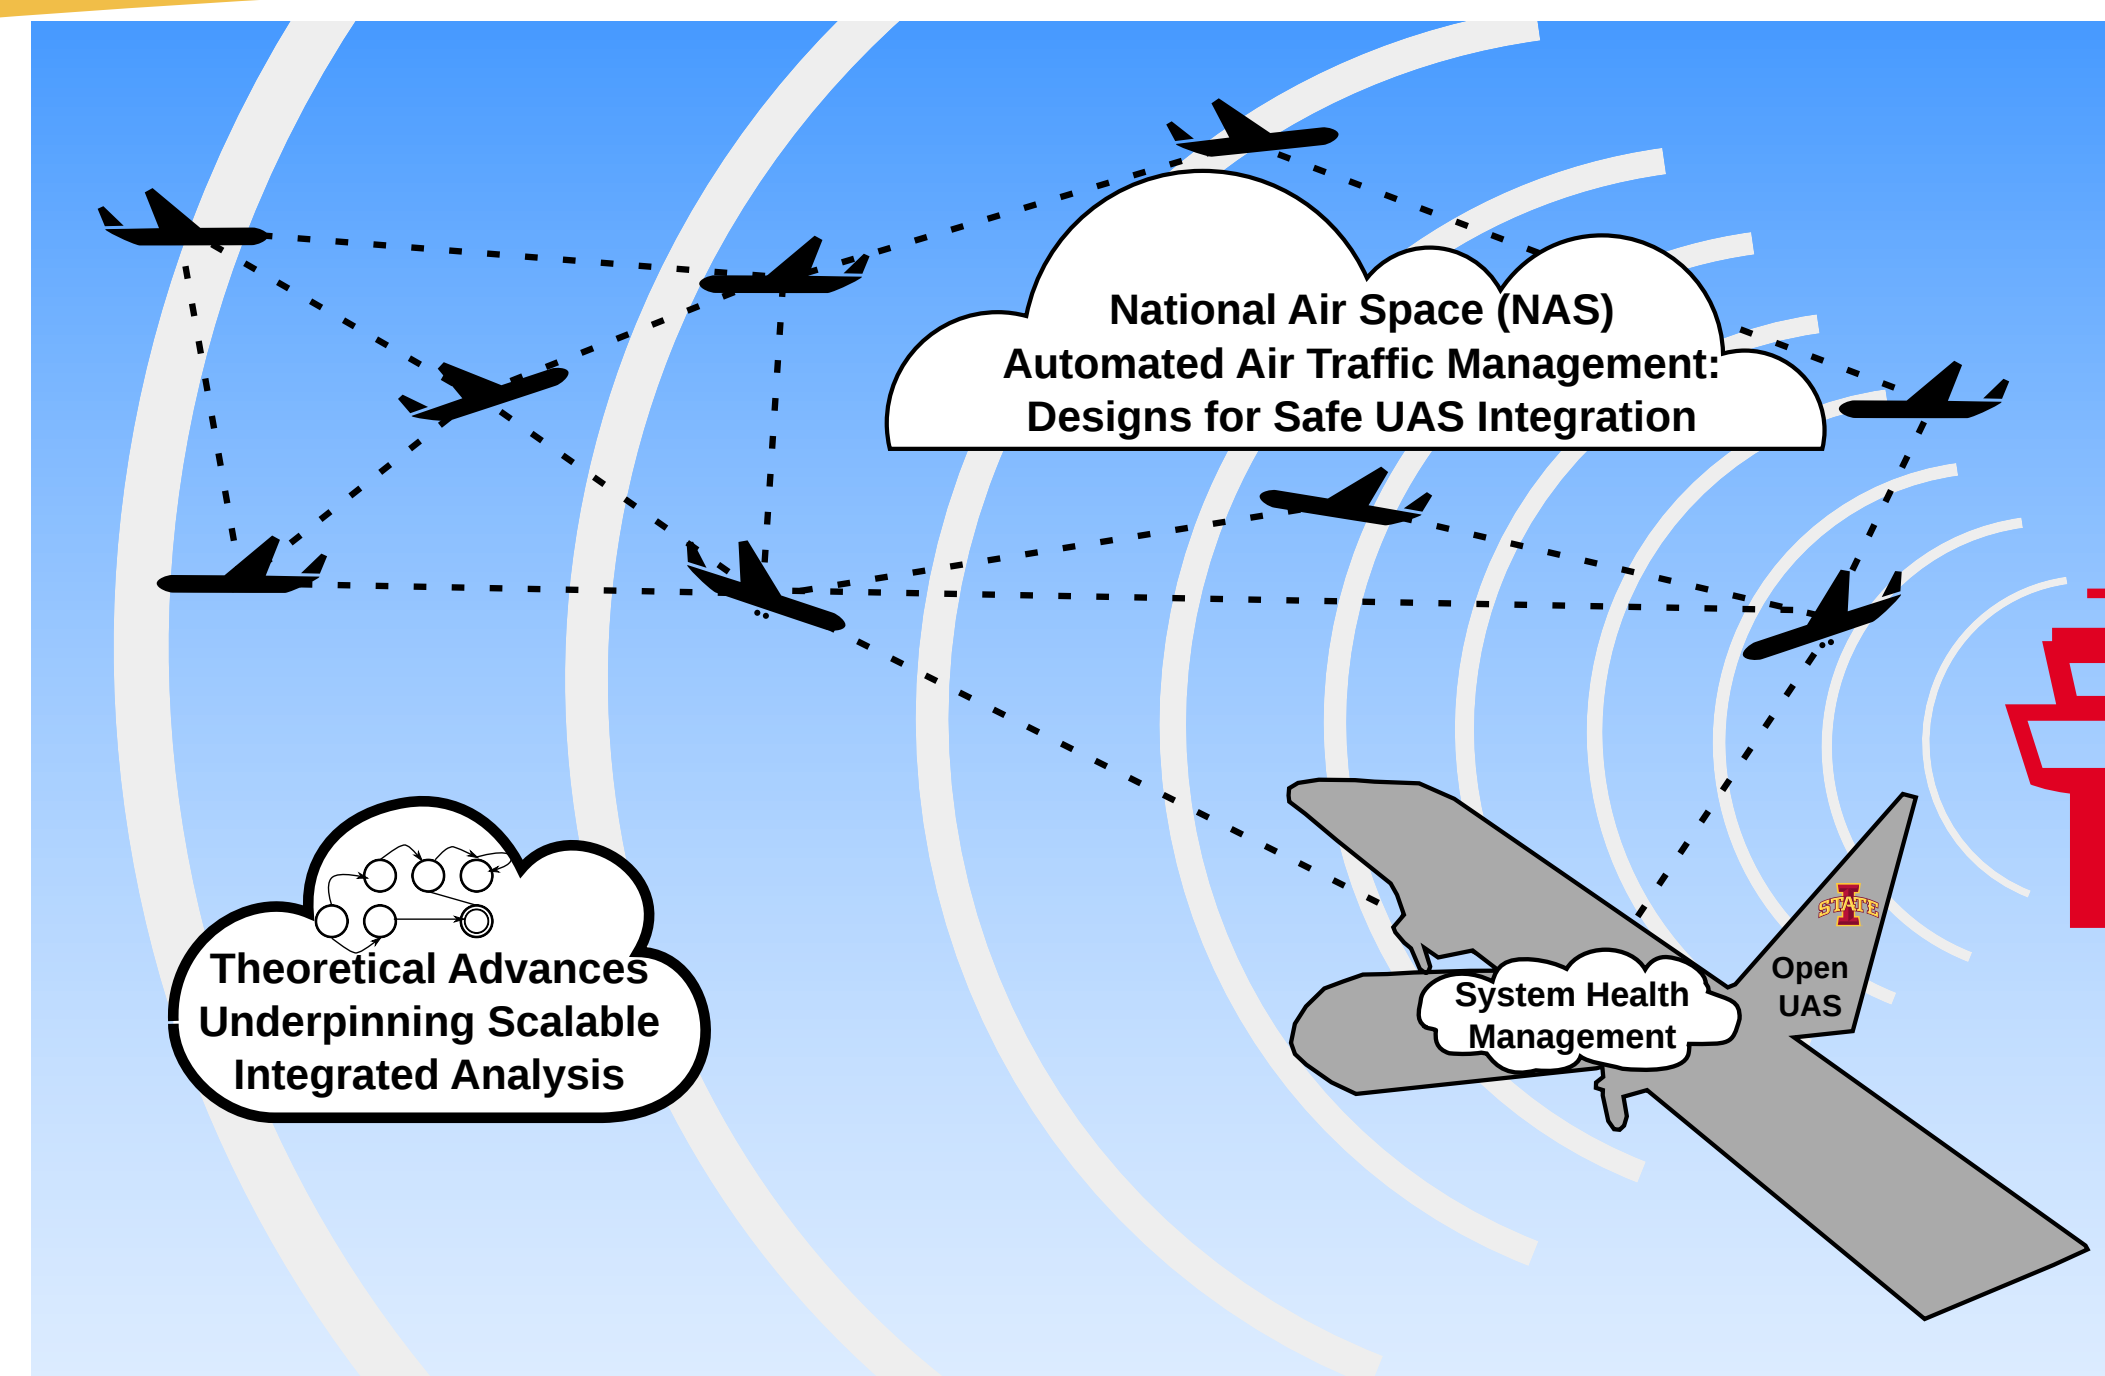 National Air Space (NAS)
Automated Air Traffic Management:
Designs for Safe UAS Integration
STATE
Open
UAS
System Health
Management
Theoretical Advances
Underpinning Scalable
Integrated Analysis